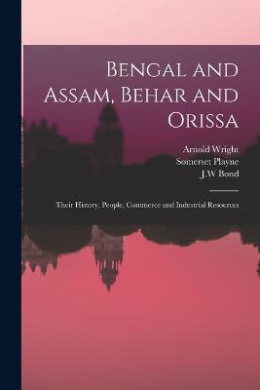 Bengal and
Assam, Behar and
Orissa
Their History, People, Commerce and Industrial Resources
Arnold Wright
Somerset Playne
J.W Bond